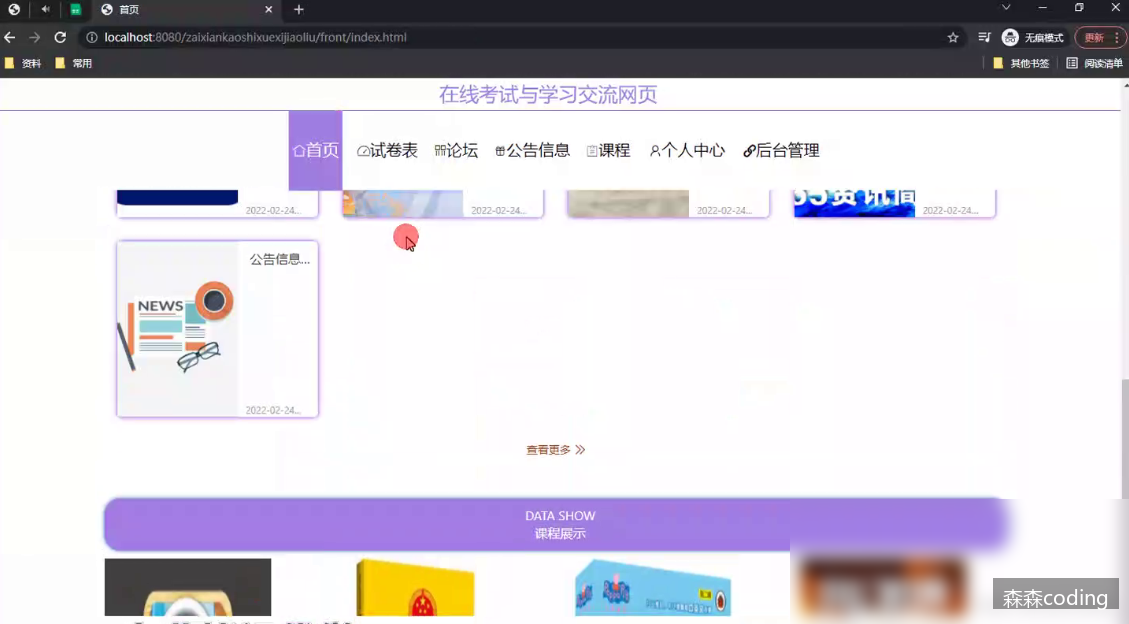 首页
localhost:8080/zaixiankaoshixuexijiaoliu/front/index.html
无痕模式
更新
资料
常用
其他书签
阅读清单
在线考试与学习交流网页
首页
试卷表
论坛
公告信息
课程
个人中心
后台管理
2022-02-24...
2022-02-24...
2022-02-24...
2022-02-24...
公告信息...
NEWS
2022-02-24...
查看更多
DATA SHOW
课程展示
森森coding